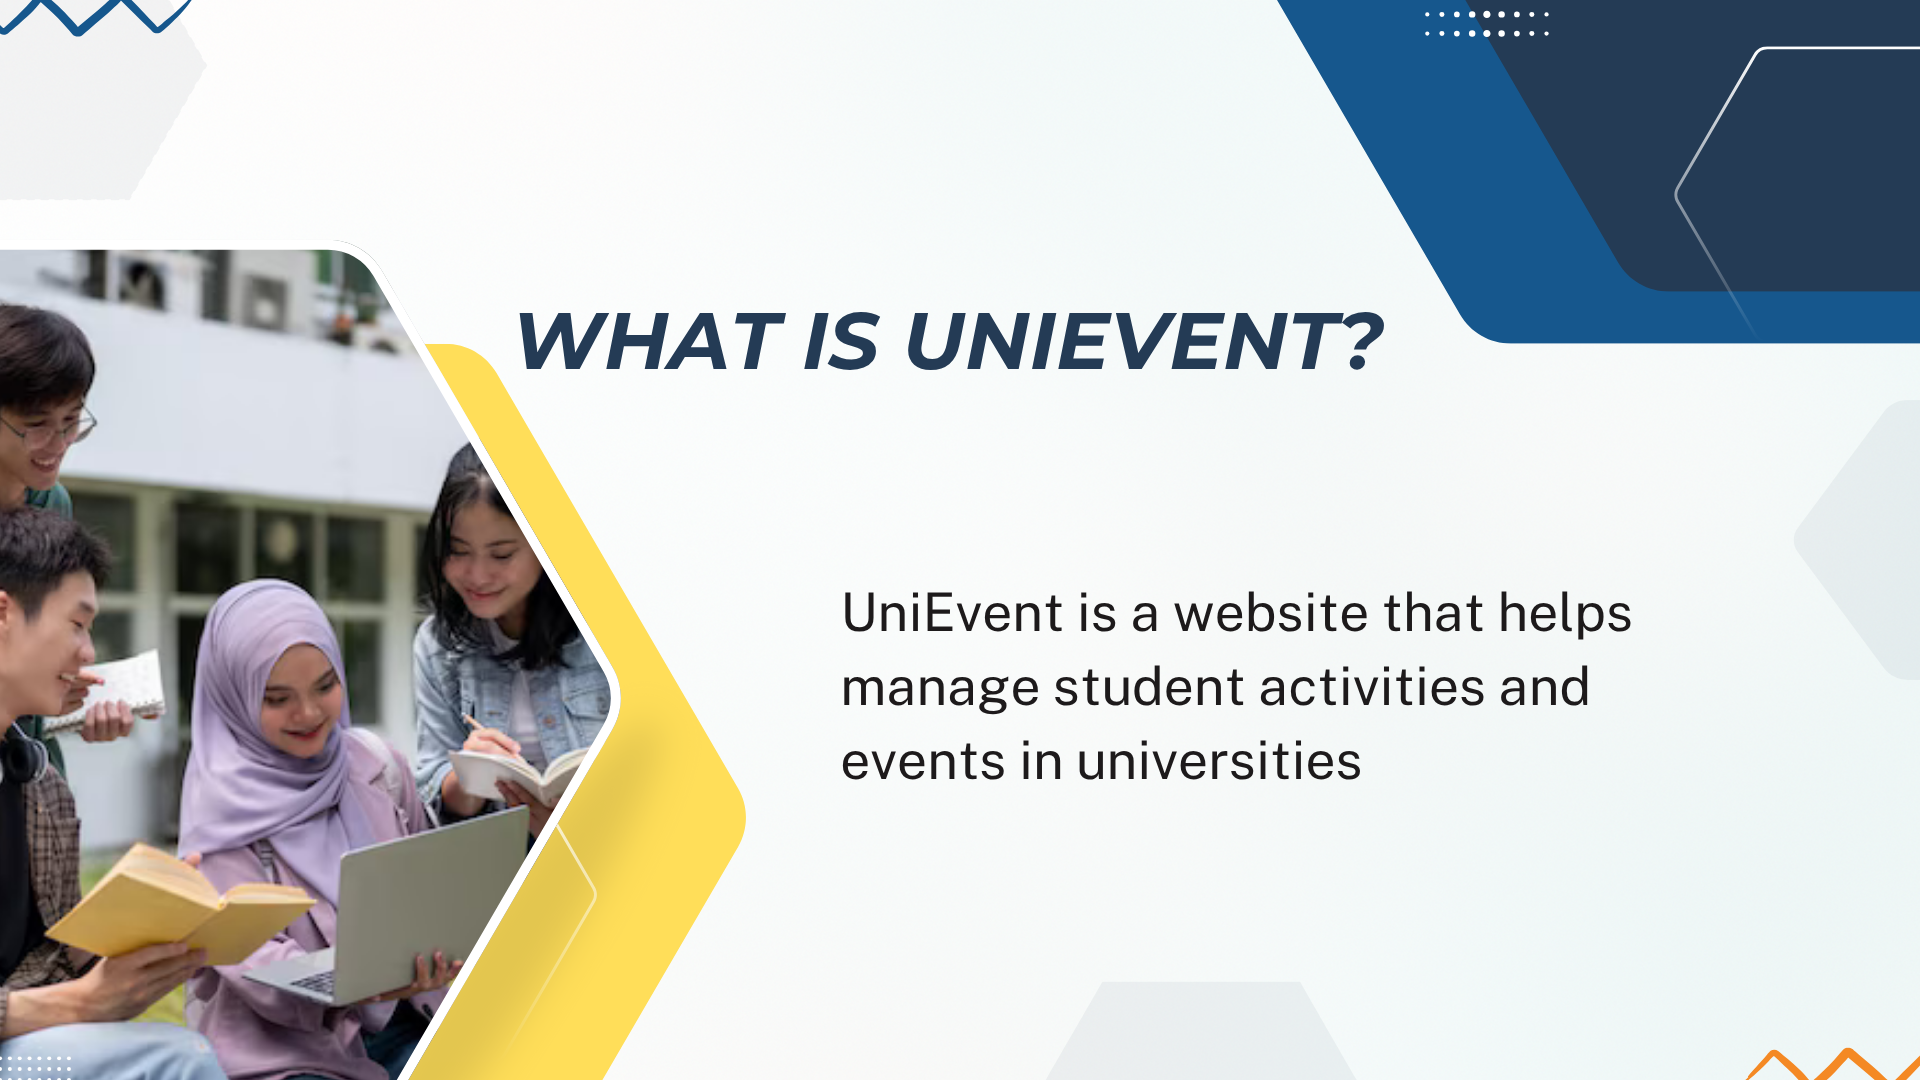 WHAT IS UNIEVENT?
UniEvent is a website that helps
manage student activities and
events in universities